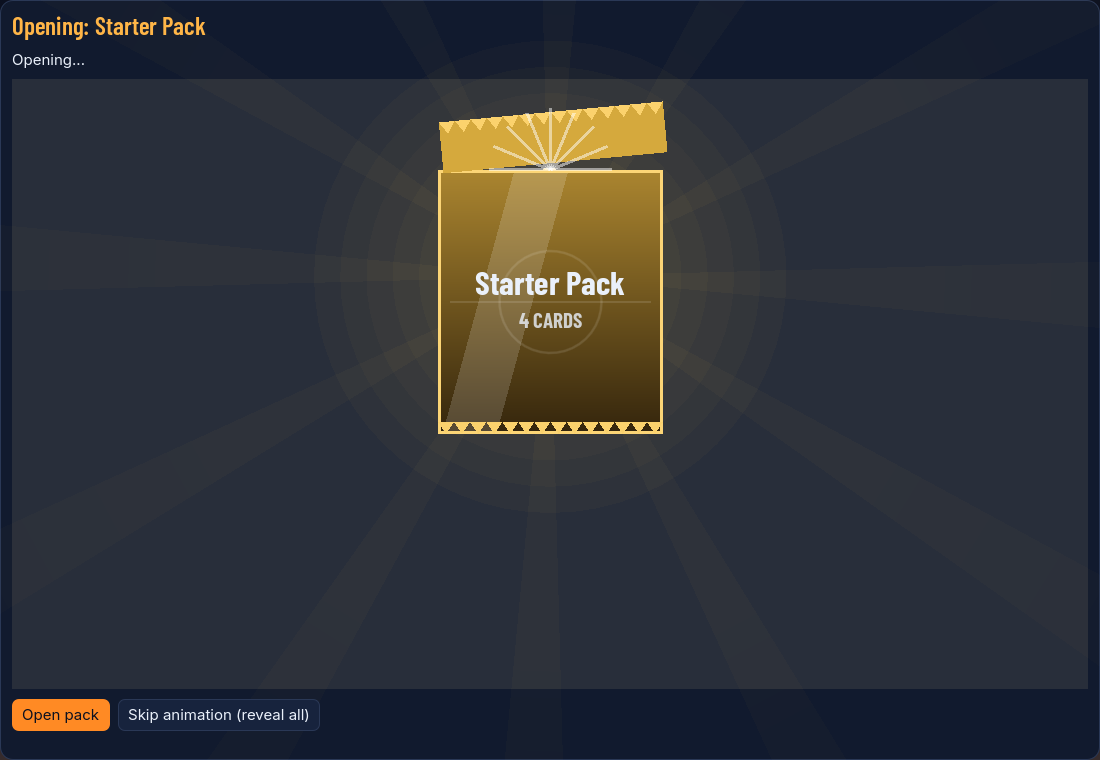 Opening: Starter Pack
Opening...
Starter Pack
4 CARDS
Open pack
Skip animation (reveal all)